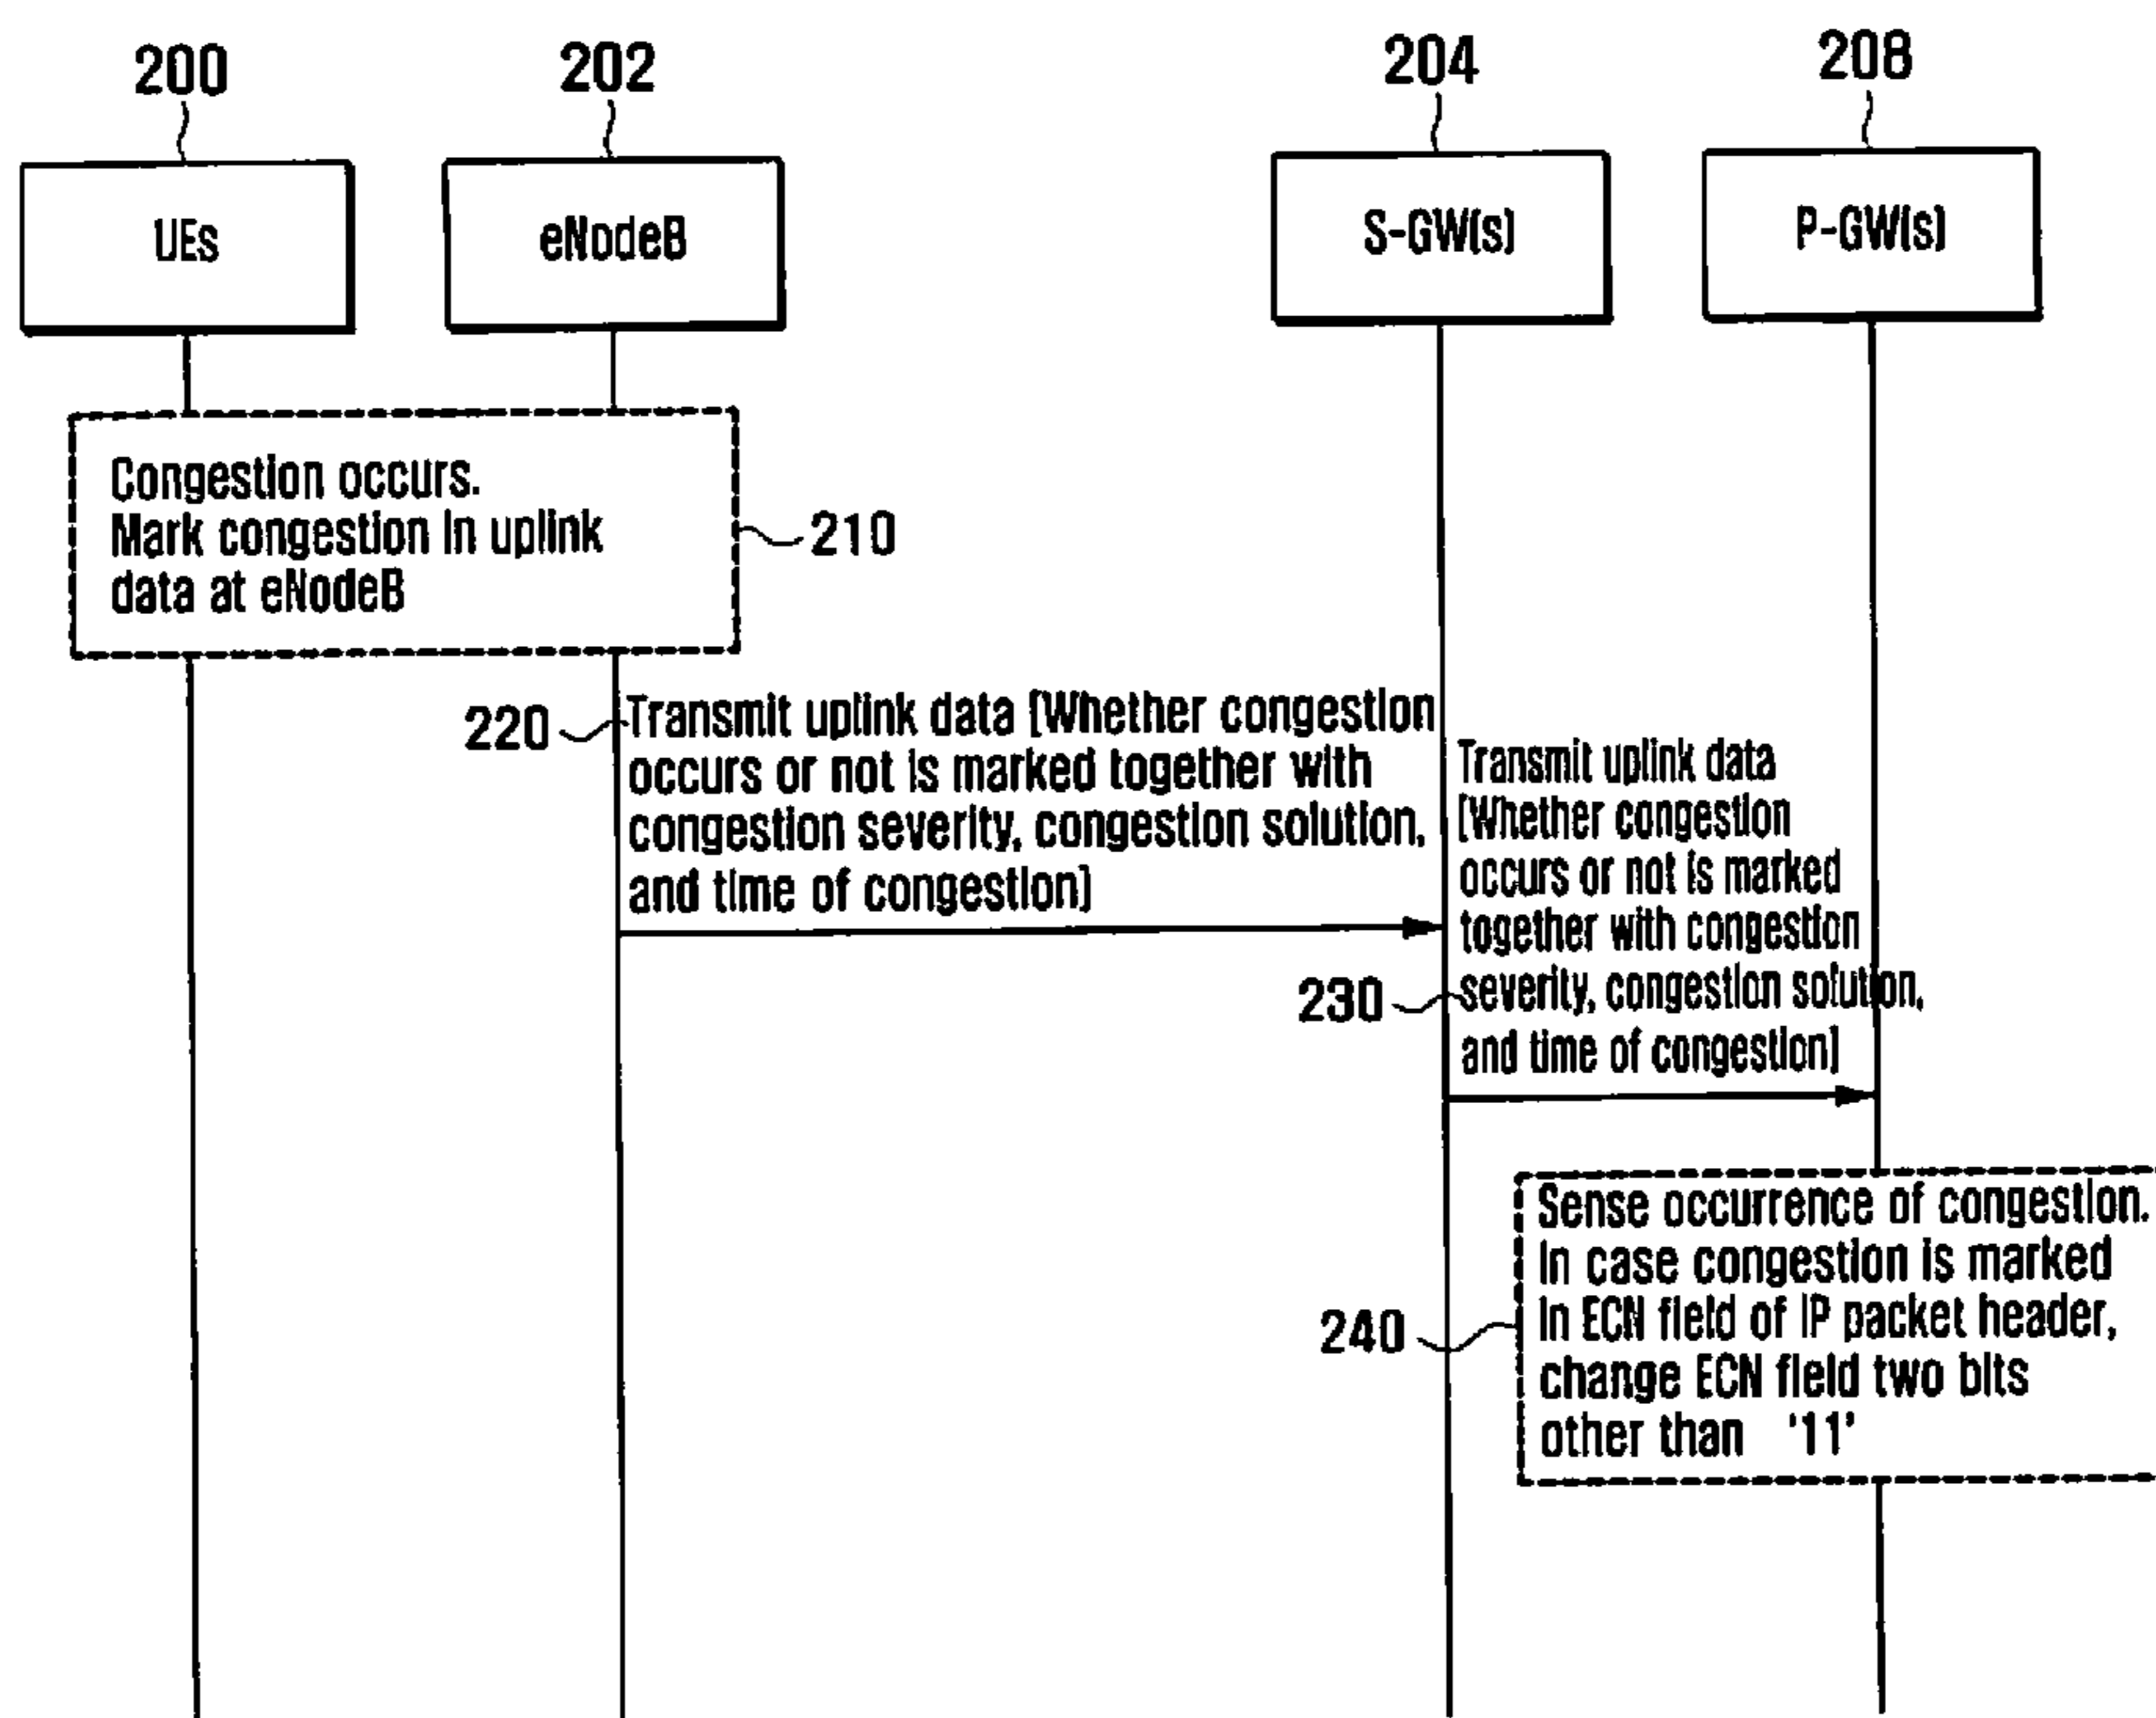 200
202
204
208
UEs
eNodeB
S-GW(s)
P-GW(s)
Congestion occurs.
Mark congestion in uplink
data at eNodeB
210
220
Transmit uplink data [Whether congestion
occurs or not is marked together with
congestion severity, congestion solution,
and time of congestion]
230
Transmit uplink data
[Whether congestion
occurs or not is marked
together with congestion
severity, congestion solution,
and time of congestion]
240
Sense occurrence of congestion.
In case congestion is marked
in ECN field of IP packet header,
change ECN field two bits
other than '11'